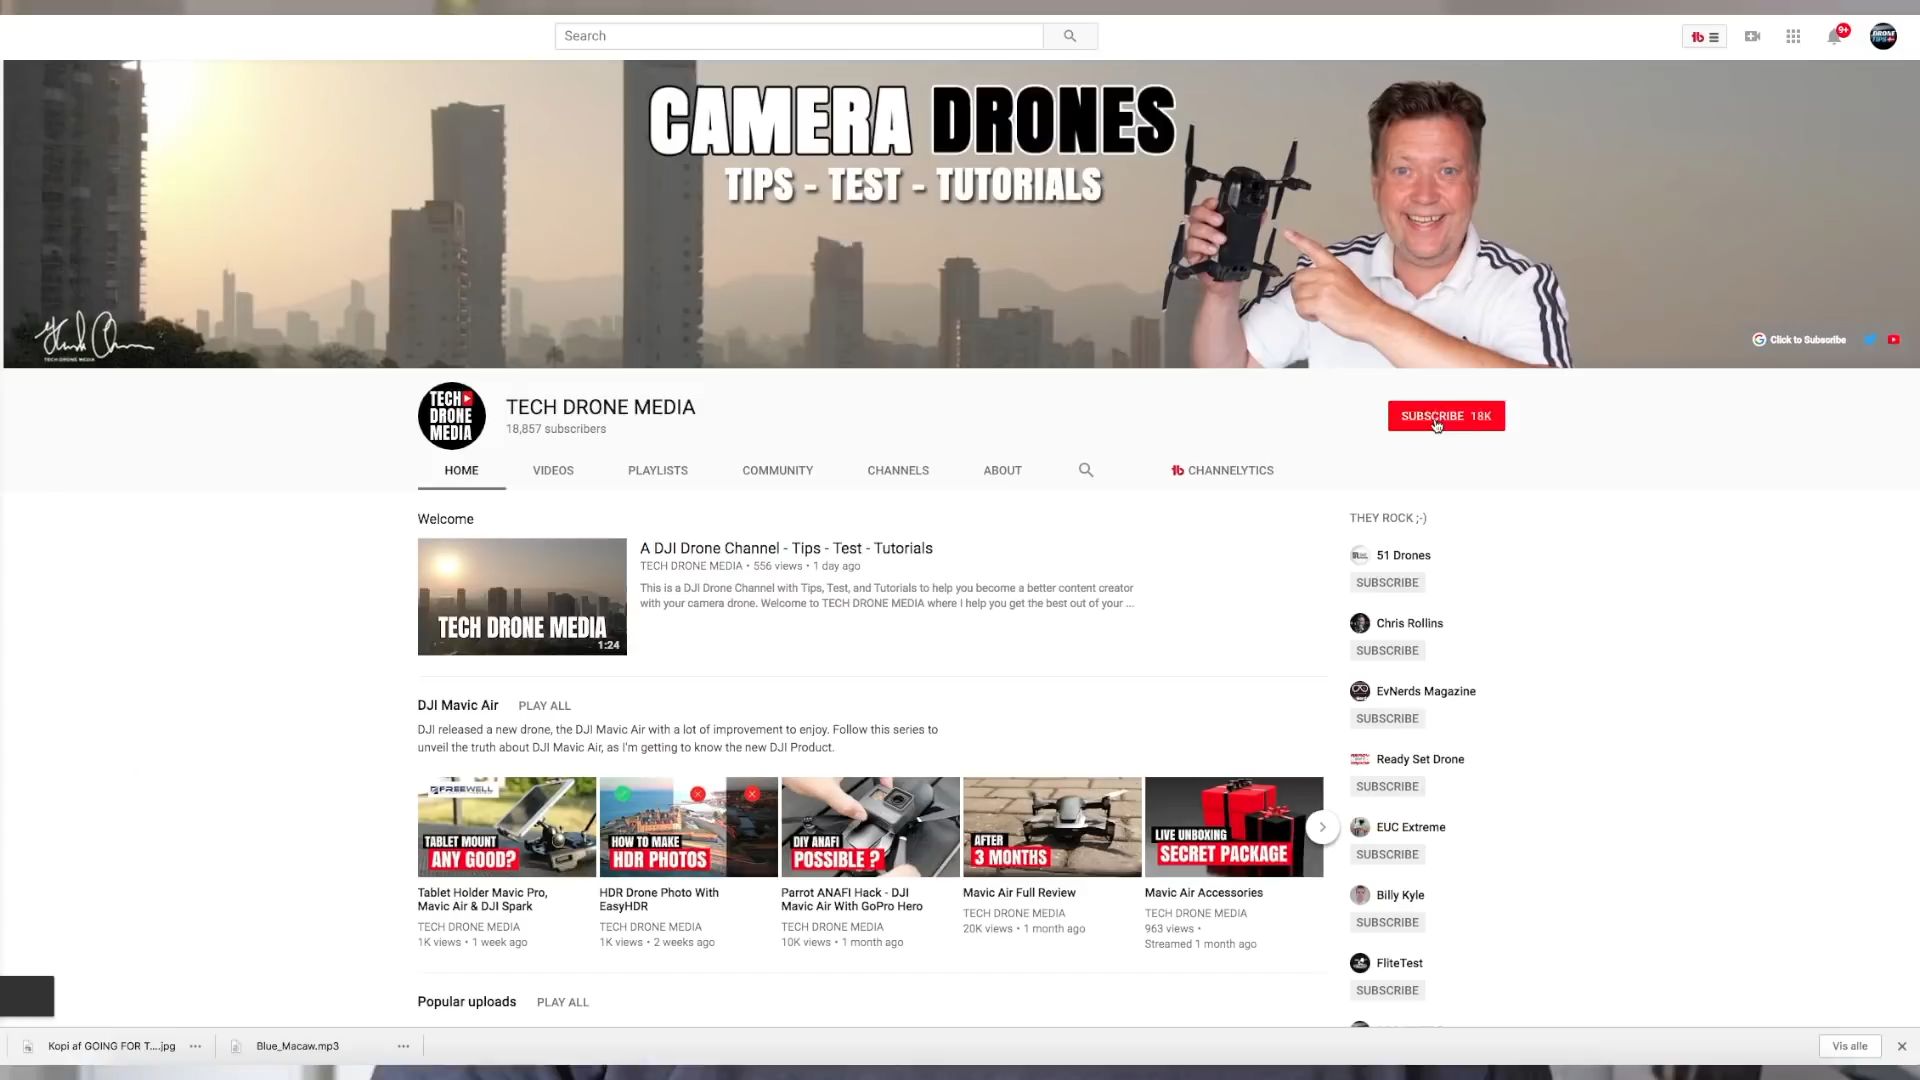 Search
9+
CAMERA DRONES
TIPS - TEST - TUTORIALS
TECH DRONE MEDIA
Click to Subscribe
TECH
DRONE
MEDIA
TECH DRONE MEDIA
18,857 subscribers
SUBSCRIBE 18K
HOME
VIDEOS
PLAYLISTS
COMMUNITY
CHANNELS
ABOUT
CHANNELYTICS
Welcome
TECH DRONE MEDIA
1:24
A DJI Drone Channel - Tips - Test - Tutorials
TECH DRONE MEDIA • 556 views • 1 day ago
This is a DJI Drone Channel with Tips, Test, and Tutorials to help you become a better content creator
with your camera drone. Welcome to TECH DRONE MEDIA where I help you get the best out of your ...
DJI Mavic Air PLAY ALL
DJI released a new drone, the DJI Mavic Air with a lot of improvement to enjoy. Follow this series to
unveil the truth about DJI Mavic Air, as I'm getting to know the new DJI Product.
FREEWELL
TABLET MOUNT
ANY GOOD?
Tablet Holder Mavic Pro,
Mavic Air & DJI Spark
TECH DRONE MEDIA
1K views • 1 week ago
HOW TO MAKE
HDR PHOTOS
HDR Drone Photo With
EasyHDR
TECH DRONE MEDIA
1K views • 2 weeks ago
DIY ANAFI
POSSIBLE ?
Parrot ANAFI Hack - DJI
Mavic Air With GoPro Hero
TECH DRONE MEDIA
10K views • 1 month ago
AFTER
3 MONTHS
Mavic Air Full Review
TECH DRONE MEDIA
20K views • 1 month ago
LIVE UNBOXING
SECRET PACKAGE
Mavic Air Accessories
TECH DRONE MEDIA
963 views •
Streamed 1 month ago
Popular uploads PLAY ALL
THEY ROCK ;-)
51 Drones
SUBSCRIBE
Chris Rollins
SUBSCRIBE
EvNerds Magazine
SUBSCRIBE
Ready Set Drone
SUBSCRIBE
EUC Extreme
SUBSCRIBE
Billy Kyle
SUBSCRIBE
FliteTest
SUBSCRIBE
Kopi af GOING FOR T....jpg
Blue_Macaw.mp3
Vis alle